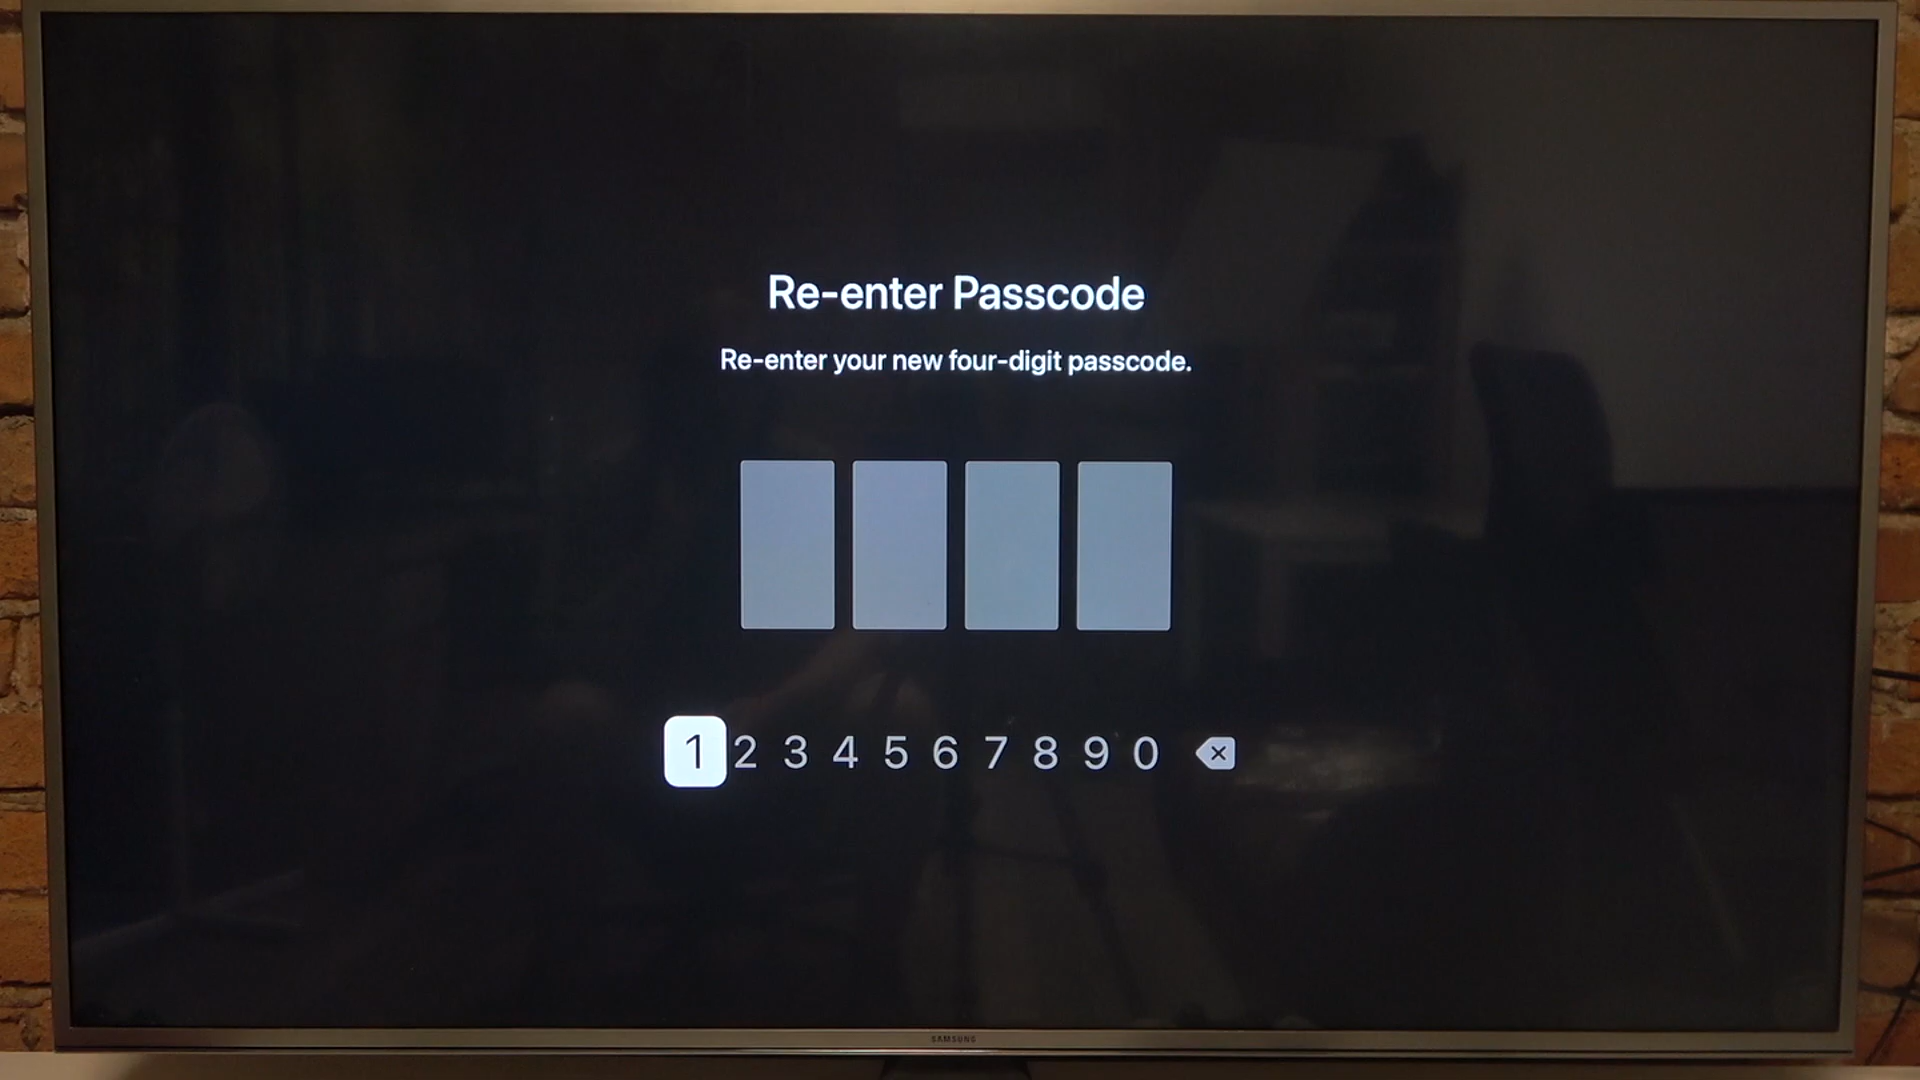 Re-enter Passcode
Re-enter your new four-digit passcode.
1 2 3 4 5 6 7 8 9 0
SAMSUNG